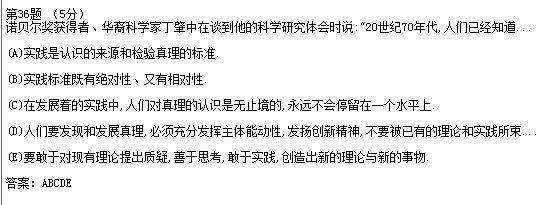 第36题 (5分)
诺贝尔奖获得者、华裔科学家丁肇中在谈到他的科学研究体会时说:“20世纪70年代,人们已经知道...
(A)实践是认识的来源和检验真理的标准.
(B)实践标准既有绝对性、又有相对性.
(C)在发展着的实践中,人们对真理的认识是无止境的,永远不会停留在一个水平上.
(D)人们要发现和发展真理,必须充分发挥主体能动性,发扬创新精神,不要被已有的理论和实践所束...
(E)要敢于对现有理论提出质疑,善于思考,敢于实践,创造出新的理论与新的事物.
答案: ABCDE